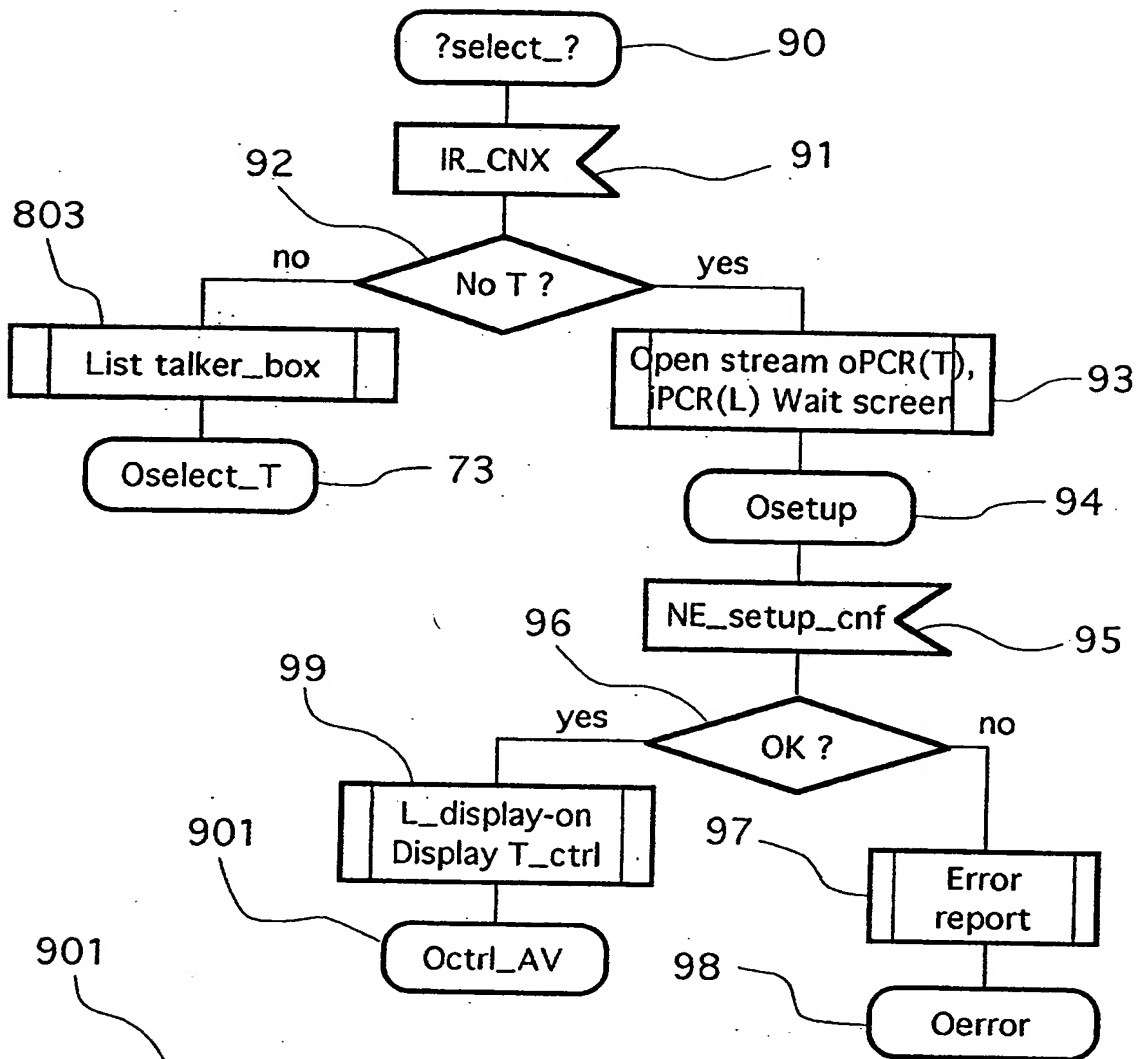 ?select_?
90
IR_CNX
91
92
803
no
No T ?
yes
List talker_box
Open stream oPCR(T),
iPCR(L) Wait screen
93
Oselect_T
73
Osetup
94
NE_setup_cnf
95
96
99
yes
OK ?
no
L_display-on
Display T_ctrl
901
97
Error
report
Octrl_AV
901
98
Oerror